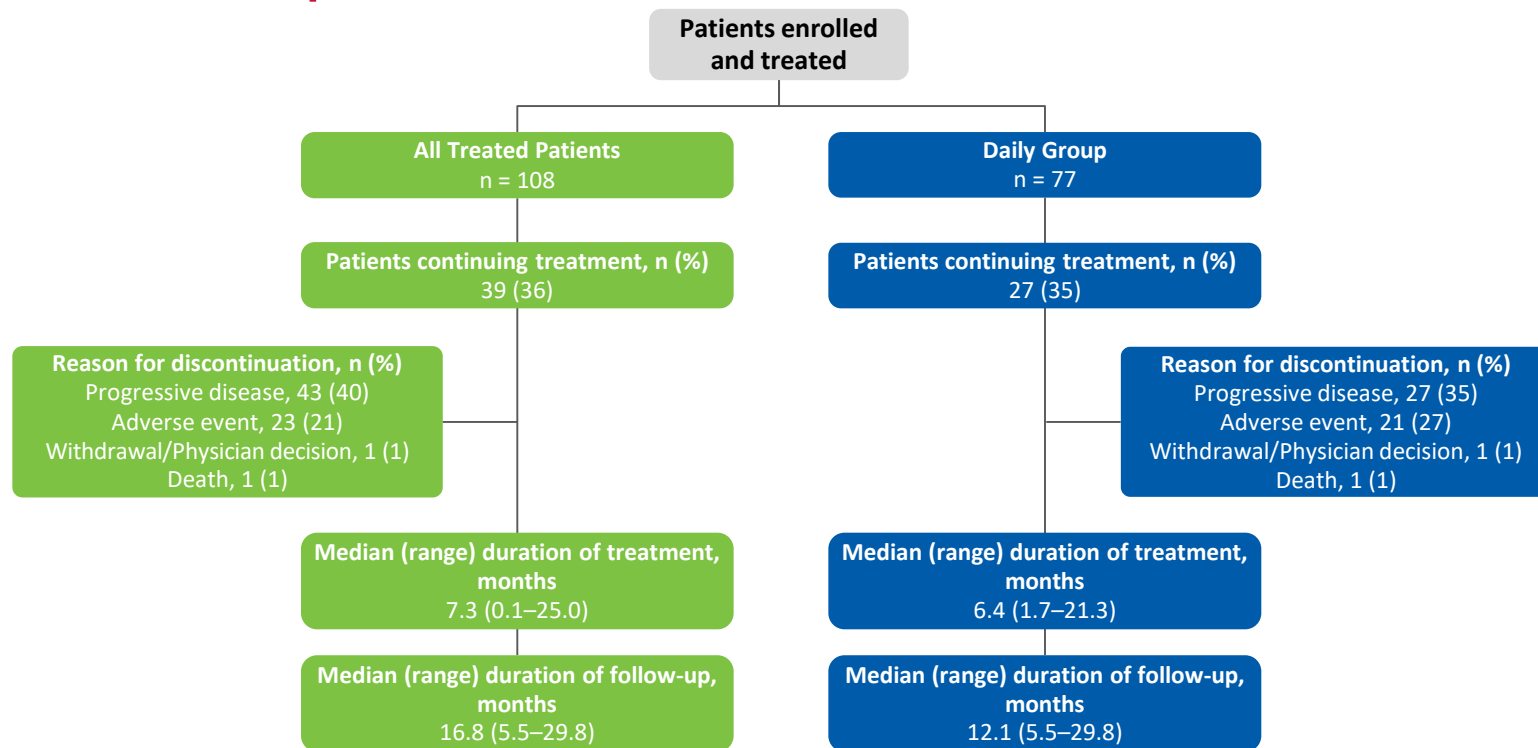 Patients enrolled
and treated
All Treated Patients
n = 108
Patients continuing treatment, n (%)
39 (36)
Reason for discontinuation, n (%)
Progressive disease, 43 (40)
Adverse event, 23 (21)
Withdrawal/Physician decision, 1 (1)
Death, 1 (1)
Median (range) duration of treatment,
months
7.3 (0.1–25.0)
Median (range) duration of follow-up,
months
16.8 (5.5–29.8)
Daily Group
n = 77
Patients continuing treatment, n (%)
27 (35)
Reason for discontinuation, n (%)
Progressive disease, 27 (35)
Adverse event, 21 (27)
Withdrawal/Physician decision, 1 (1)
Death, 1 (1)
Median (range) duration of treatment,
months
6.4 (1.7–21.3)
Median (range) duration of follow-up,
months
12.1 (5.5–29.8)